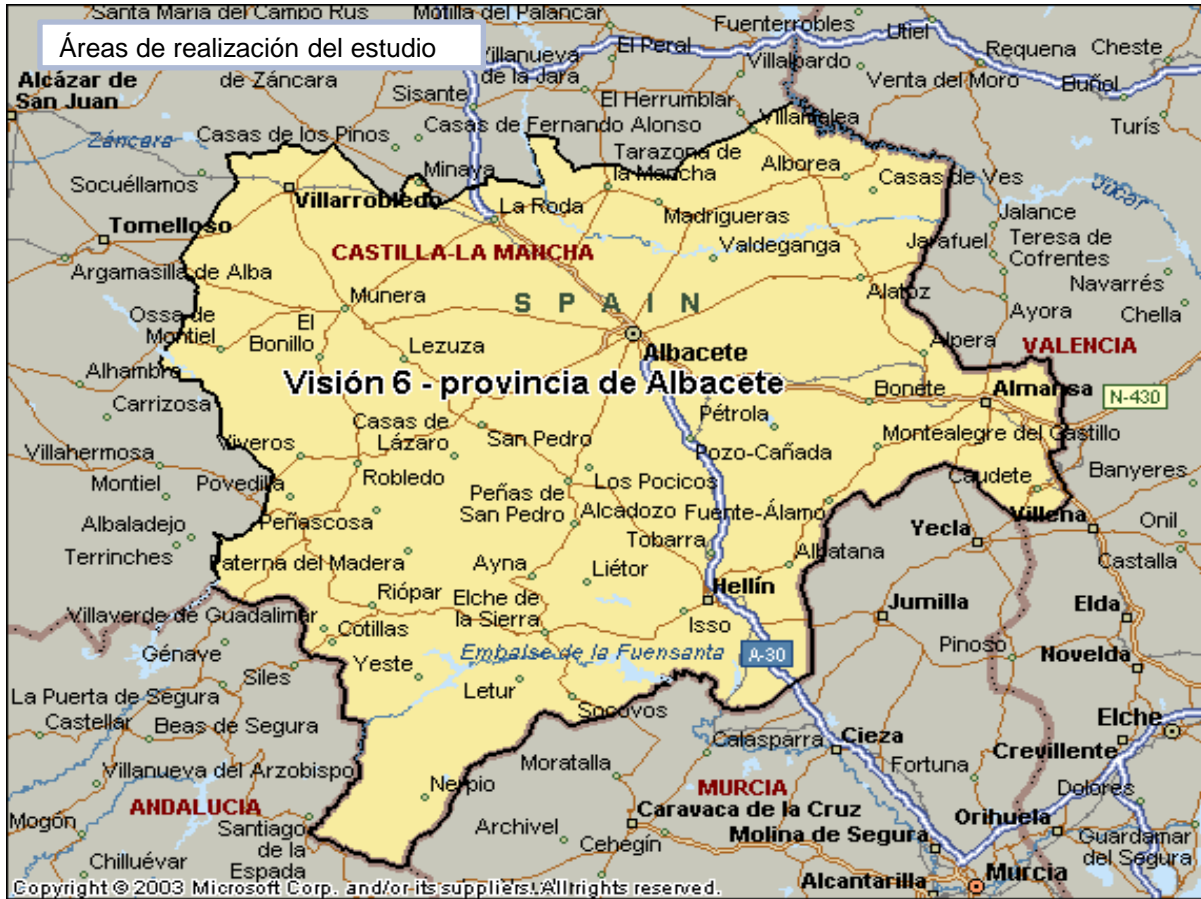 Santa Maria del Campo Rus
Motilla del Palancar
Fuenterrobles
Utiel
Áreas de realización del estudio
Villanueva
de la Jara
El Peral
Villalpardo
Requena
Cheste
Alcázar de
San Juan
de Záncara
Sisante
Venta del Moro
Buñol
El Herrumblar
Villamalea
Turís
Záncara
Casas de los Pinos
Casas de Fernando Alonso
Minaya
Tarazona de
la Mancha
Alborea
Socuéllamos
Villarrobledo
Casas de Ves
Júcar
La Roda
Madrigueras
Jalance
Tomelloso
CASTILLA-LA MANCHA
Valdeganga
Jarafuel
Teresa de
Cofrentes
Argamasilla de Alba
Navarrés
Munera
SPAIN
Alatoz
Ossa de
Montiel
Ayora
Chella
El
Bonillo
Lezuza
Albacete
Alpera
VALENCIA
Alhambra
Visión 6 - provincia de Albacete
Bonete
Almansa
N-430
Carrizosa
Casas de
Lázaro
Pétrola
Viveros
San Pedro
Montealegre del Castillo
Villahermosa
Robledo
Pozo-Cañada
Banyeres
Montiel
Povedilla
Los Pocicos
Caudete
Peñas de
San Pedro
Alcadozo
Fuente-Álamo
Villena
Albaladejo
Peñascosa
Yecla
Onil
Terrinches
Tobarra
Albatana
Castalla
Paterna del Madera
Ayna
Liétor
Hellín
Riópar
Elche de
la Sierra
Jumilla
Elda
Villaverde de Guadalimar
Isso
Cotillas
Pinoso
Génave
Embalse de la Fuensanta
A-30
Novelda
Siles
Yeste
Letur
La Puerta de Segura
Socovos
Elche
Castellar
Beas de Segura
Calasparra
Cieza
Crevillente
Villanueva del Arzobispo
Moratalla
Fortuna
Nerpio
MURCIA
Dolores
ANDALUCIA
Caravaca de la Cruz
Orihuela
Mogón
Santiago
de la
Espada
Archivel
Cehegín
Molina de Segura
Guardamar
del Segura
Chilluévar
Murcia
Alcantarilla
Copyright © 2003 Microsoft Corp. and/or its suppliers. All rights reserved.